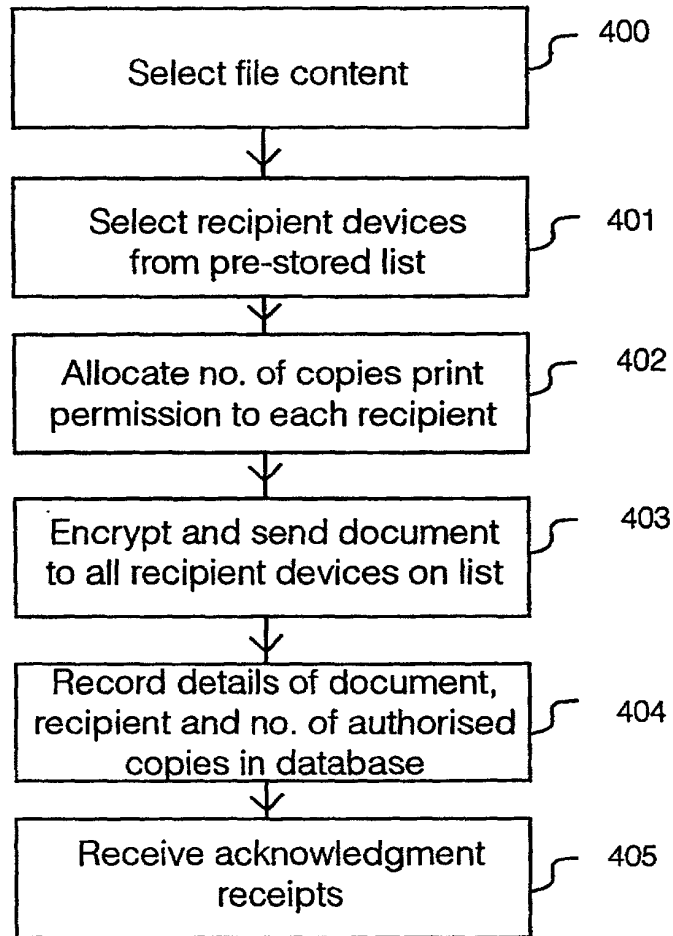 Select file content
400
Select recipient devices
from pre-stored list
401
Allocate no. of copies print
permission to each recipient
402
Encrypt and send document
to all recipient devices on list
403
Record details of document,
recipient and no. of authorised
copies in database
404
Receive acknowledgment
receipts
405